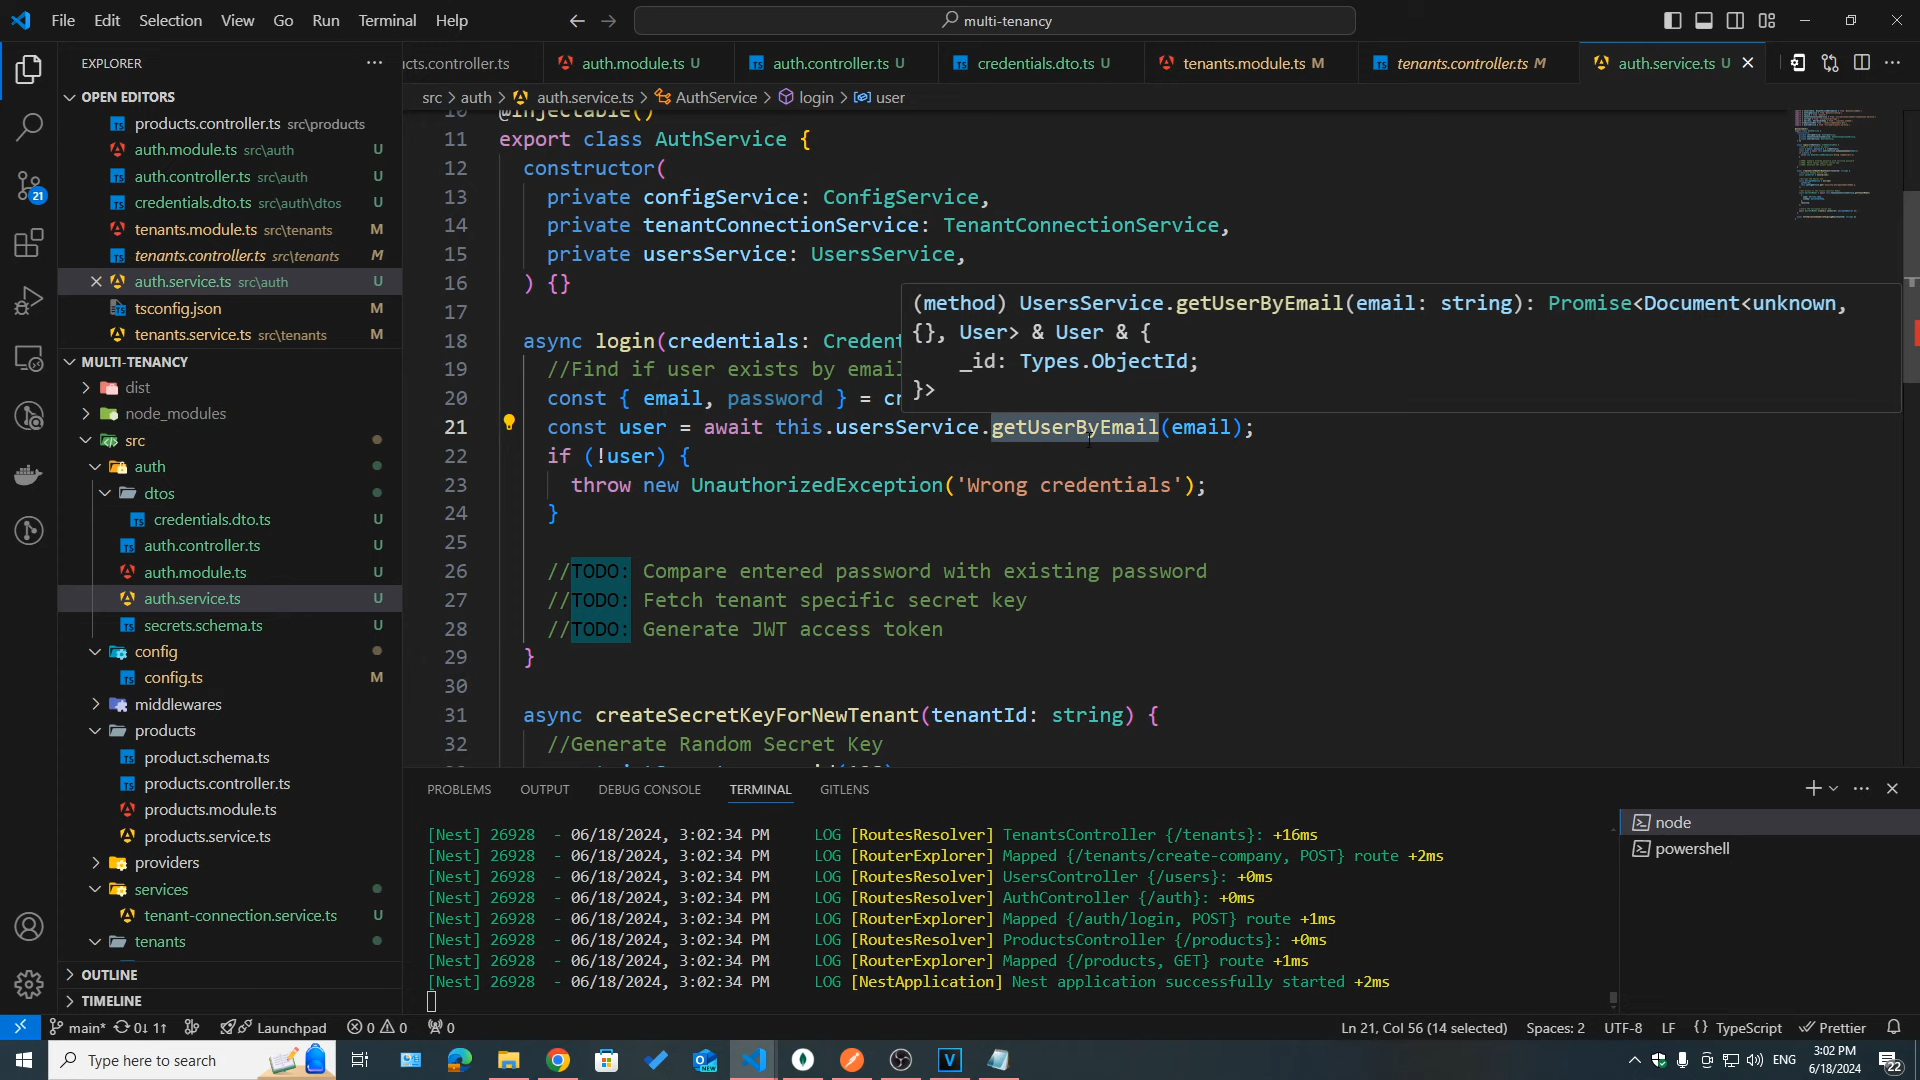 File Edit Selection View Go Run Terminal Help
multi-tenancy
EXPLORER
OPEN EDITORS
products.controller.ts src\products
auth.module.ts src\auth U
auth.controller.ts src\auth U
credentials.dto.ts src\auth\dtos U
tenants.module.ts src\tenants M
tenants.controller.ts src\tenants M
auth.service.ts src\auth U
tsconfig.json M
tenants.service.ts src\tenants M
MULTI-TENANCY
dist
node_modules
src
auth
dtos
credentials.dto.ts U
auth.controller.ts U
auth.module.ts U
auth.service.ts U
secrets.schema.ts U
config
config.ts M
middlewares
products
product.schema.ts
products.controller.ts
products.module.ts
products.service.ts
providers
services
tenant-connection.service.ts U
tenants
OUTLINE
TIMELINE
21
cts.controller.ts auth.module.ts U auth.controller.ts U credentials.dto.ts U tenants.module.ts M tenants.controller.ts M auth.service.ts U
src > auth > auth.service.ts > AuthService > login > user
10 @Injectable()
11 export class AuthService {
12 constructor(
13 private configService: ConfigService,
14 private tenantConnectionService: TenantConnectionService,
15 private usersService: UsersService,
16 ) {}
17
18 async login(credentials: Credent
19 //Find if user exists by email
20 const { email, password } = cr
21 const user = await this.usersService.getUserByEmail(email);
22 if (!user) {
23 throw new UnauthorizedException('Wrong credentials');
24 }
25
26 //TODO: Compare entered password with existing password
27 //TODO: Fetch tenant specific secret key
28 //TODO: Generate JWT access token
29 }
30
31 async createSecretKeyForNewTenant(tenantId: string) {
32 //Generate Random Secret Key
(method) UsersService.getUserByEmail(email: string): Promise<Document<unknown,
{}, User> & User & {
_id: Types.ObjectId;
}>
PROBLEMS OUTPUT DEBUG CONSOLE TERMINAL GITLENS
[Nest] 26928 - 06/18/2024, 3:02:34 PM LOG [RoutesResolver] TenantsController {/tenants}: +16ms
[Nest] 26928 - 06/18/2024, 3:02:34 PM LOG [RouterExplorer] Mapped {/tenants/create-company, POST} route +2ms
[Nest] 26928 - 06/18/2024, 3:02:34 PM LOG [RoutesResolver] UsersController {/users}: +0ms
[Nest] 26928 - 06/18/2024, 3:02:34 PM LOG [RoutesResolver] AuthController {/auth}: +0ms
[Nest] 26928 - 06/18/2024, 3:02:34 PM LOG [RouterExplorer] Mapped {/auth/login, POST} route +1ms
[Nest] 26928 - 06/18/2024, 3:02:34 PM LOG [RoutesResolver] ProductsController {/products}: +0ms
[Nest] 26928 - 06/18/2024, 3:02:34 PM LOG [RouterExplorer] Mapped {/products, GET} route +1ms
[Nest] 26928 - 06/18/2024, 3:02:34 PM LOG [NestApplication] Nest application successfully started +2ms
node
powershell
main* 0↓ 1↑ Launchpad 0 0 0 Ln 21, Col 56 (14 selected) Spaces: 2 UTF-8 LF {} TypeScript Prettier
Type here to search
ENG
3:02 PM
6/18/2024
22